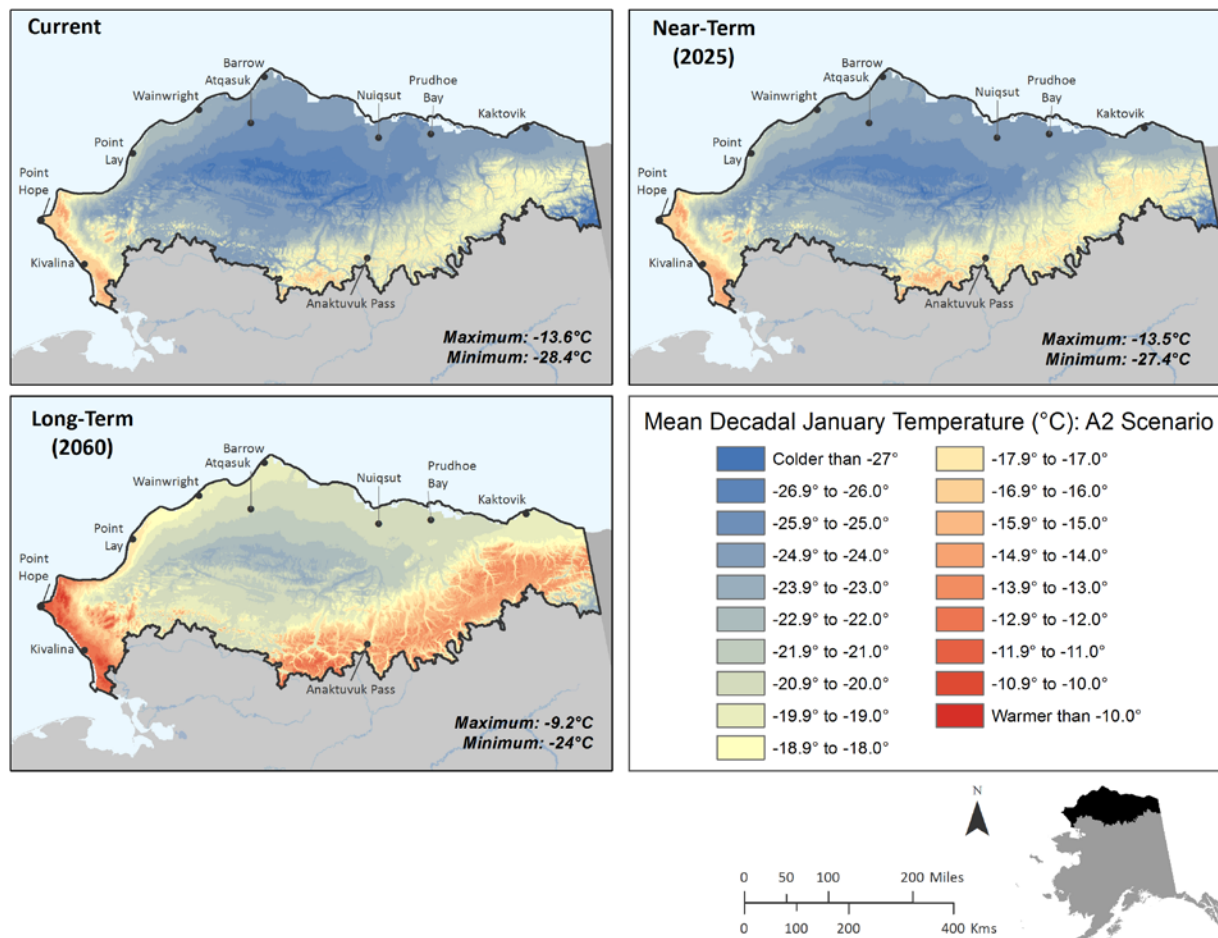 Current
Barrow
Atqasuk
Wainwright
Nuiqsut
Prudhoe
Bay
Kaktovik
Point
Lay
Point
Hope
Kivalina
Anaktuvuk Pass
Maximum: -13.6°C
Minimum: -28.4°C
Near-Term
(2025)
Barrow
Atqasuk
Wainwright
Nuiqsut
Prudhoe
Bay
Kaktovik
Point
Lay
Point
Hope
Kivalina
Anaktuvuk Pass
Maximum: -13.5°C
Minimum: -27.4°C
Long-Term
(2060)
Barrow
Atqasuk
Wainwright
Nuiqsut
Prudhoe
Bay
Kaktovik
Point
Lay
Point
Hope
Kivalina
Anaktuvuk Pass
Maximum: -9.2°C
Minimum: -24°C
Mean Decadal January Temperature (°C): A2 Scenario
Colder than -27°
-26.9° to -26.0°
-25.9° to -25.0°
-24.9° to -24.0°
-23.9° to -23.0°
-22.9° to -22.0°
-21.9° to -21.0°
-20.9° to -20.0°
-19.9° to -19.0°
-18.9° to -18.0°
-17.9° to -17.0°
-16.9° to -16.0°
-15.9° to -15.0°
-14.9° to -14.0°
-13.9° to -13.0°
-12.9° to -12.0°
-11.9° to -11.0°
-10.9° to -10.0°
Warmer than -10.0°
N
0 50 100 200 Miles
0 100 200 400 Kms